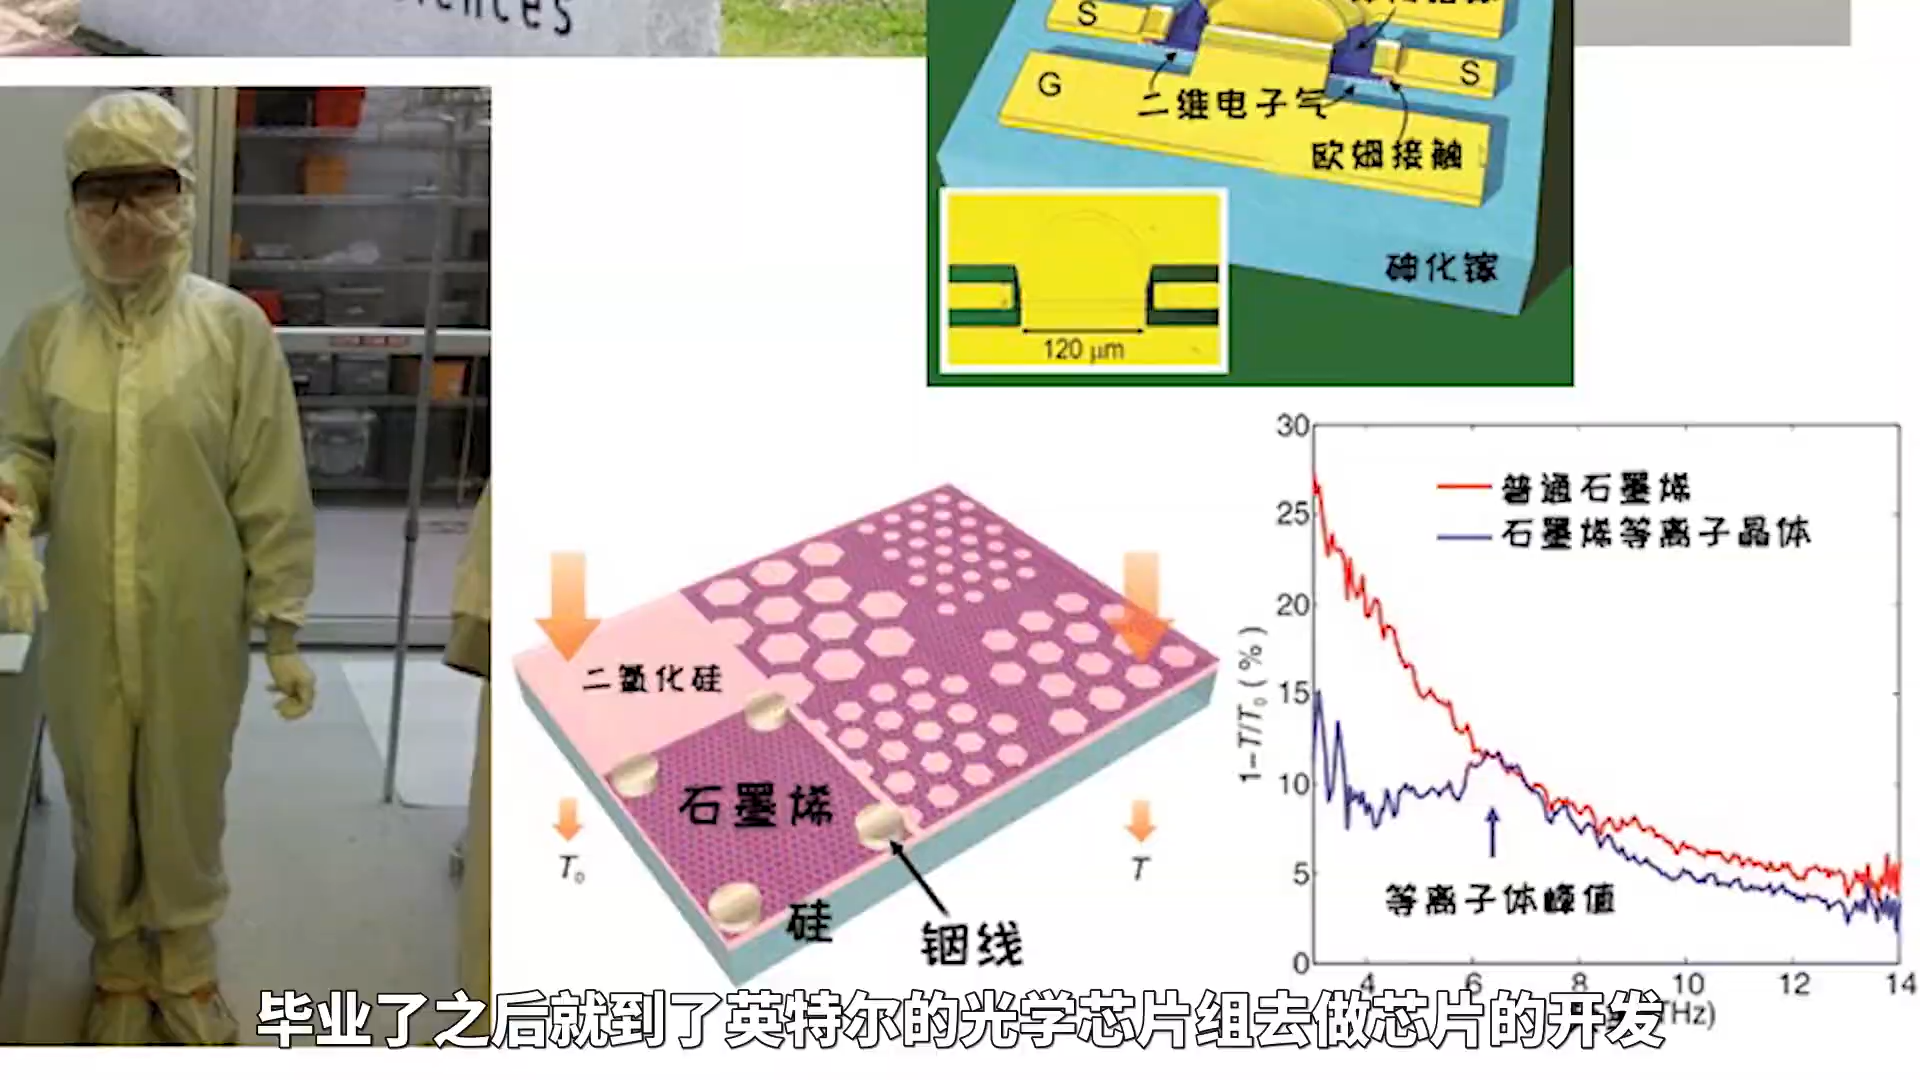 S
S
G
二维电子气
欧姆接触
砷化镓
120 μm
30
25
20
15
10
5
0
普通石墨烯
石墨烯等离子晶体
1−T/T₀ (%)
等离子体峰值
4
6
8
10
12
14
THz)
二氧化硅
石墨烯
硅
铟线
T₀
T
毕业了之后就到了英特尔的光学芯片组去做芯片的开发